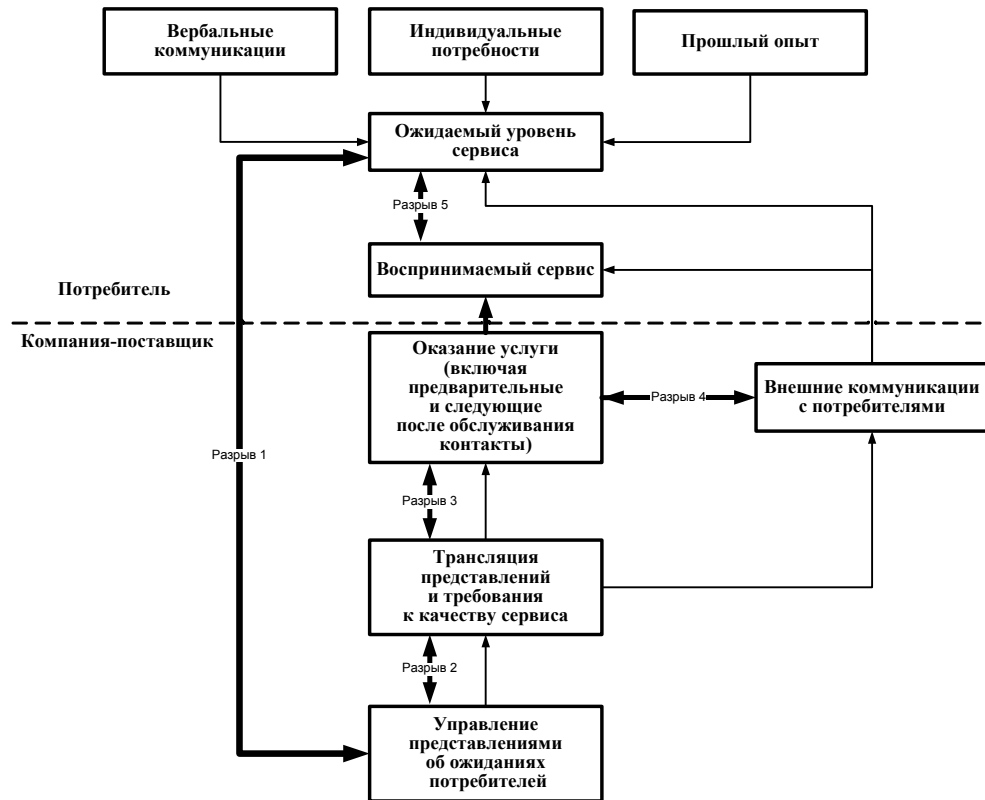 Вербальные
коммуникации
Индивидуальные
потребности
Прошлый опыт
Ожидаемый уровень
сервиса
Разрыв 5
Воспринимаемый сервис
Потребитель
Компания-поставщик
Оказание услуги
(включая
предварительные
и следующие
после обслуживания
контакты)
Разрыв 4
Внешние коммуникации
с потребителями
Разрыв 1
Разрыв 3
Трансляция
представлений
и требования
к качеству сервиса
Разрыв 2
Управление
представлениями
об ожиданиях
потребителей